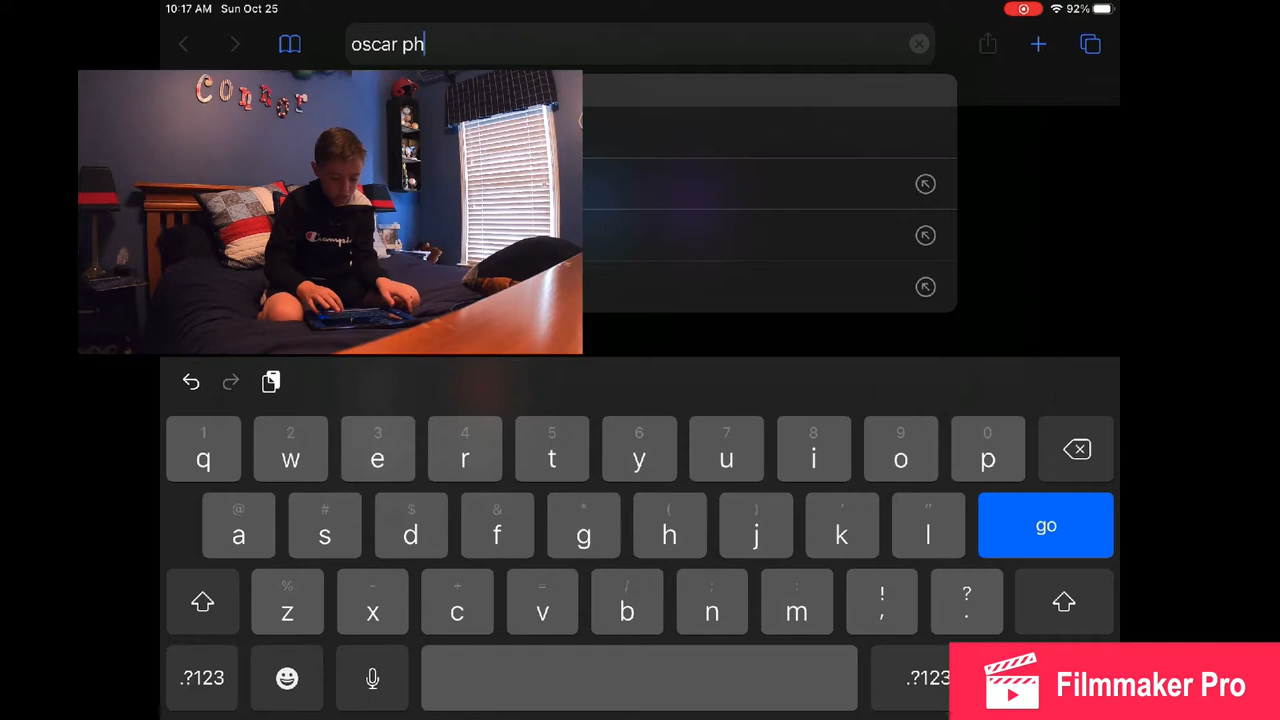 10:17 AM Sun Oct 25 92%
oscar ph
Connor
Champi
1 2 3 4 5 6 7 8 9 0
q w e r t y u i o p
@ # $ & * ( ) ' "
a s d f g h j k l go
% - + = / ; : ! ?
z x c v b n m , .
.?123 .?123
Filmmaker Pro